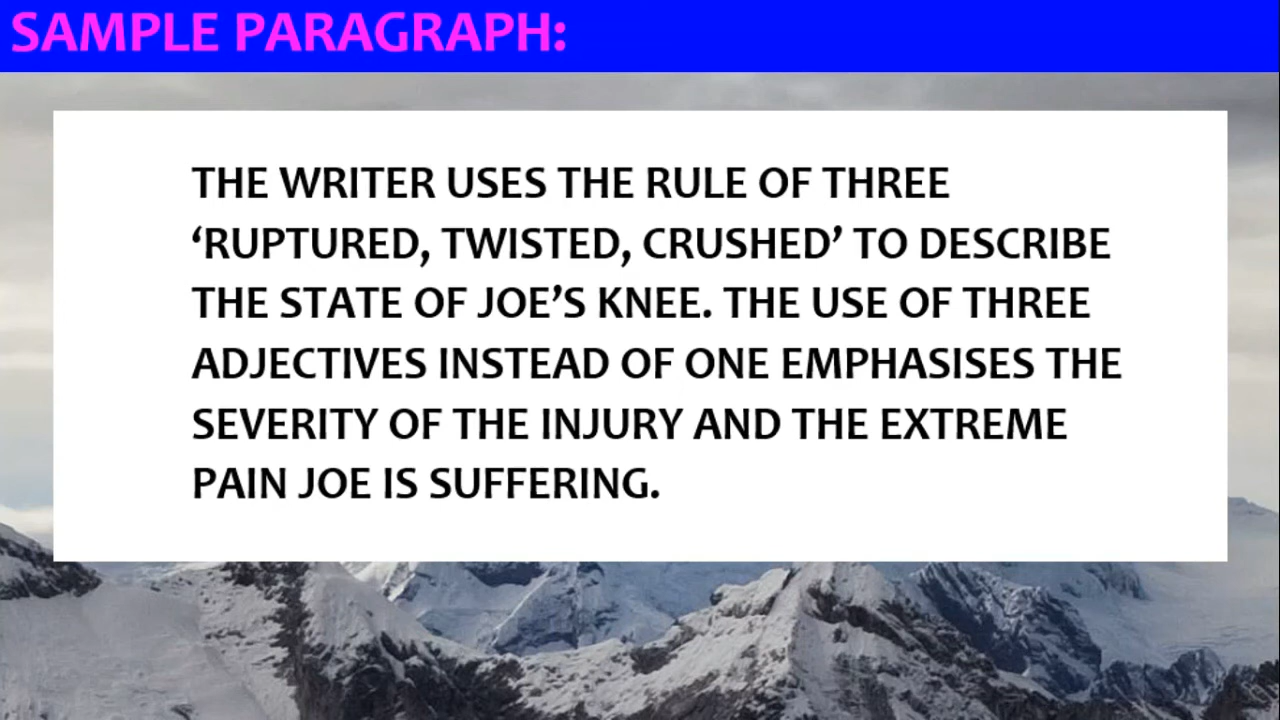 SAMPLE PARAGRAPH:
THE WRITER USES THE RULE OF THREE
‘RUPTURED, TWISTED, CRUSHED’ TO DESCRIBE
THE STATE OF JOE’S KNEE. THE USE OF THREE
ADJECTIVES INSTEAD OF ONE EMPHASISES THE
SEVERITY OF THE INJURY AND THE EXTREME
PAIN JOE IS SUFFERING.